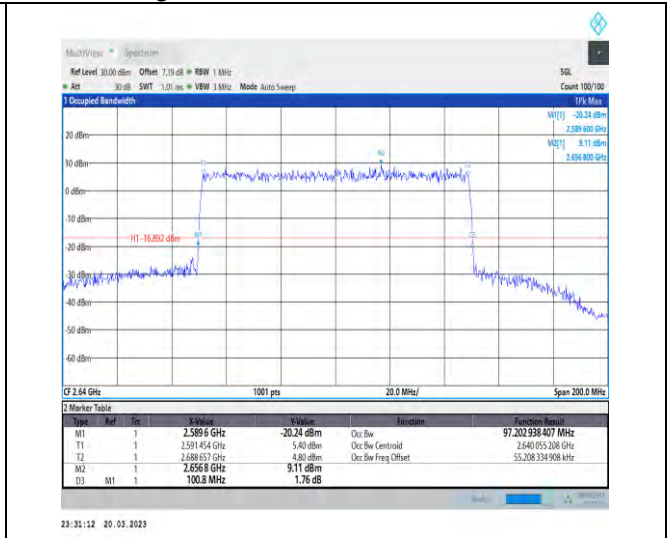 MultiView Spectrum
Ref Level 30.00 dBm Offset 7.19 dB RBW 1 MHz SGL
Att 30 dB SWT 1.01 ms VBW 3 MHz Mode Auto Sweep Count 100/100
1 Occupied Bandwidth 1Pk Max
M1[1] -20.24 dBm
2.589 600 GHz
M2[1] 9.11 dBm
2.656 800 GHz
20 dBm
M2
10 dBm
0 dBm
-10 dBm
H1 -16.892 dBm
M1
-20 dBm
-30 dBm
-40 dBm
-50 dBm
-60 dBm
CF 2.64 GHz 1001 pts 20.0 MHz/ Span 200.0 MHz
2 Marker Table
Type Ref Trc X-Value Y-Value Function Function Result
M1 1 2.589 6 GHz -20.24 dBm Occ Bw 97.202 938 407 MHz
T1 1 2.591 454 GHz 5.40 dBm Occ Bw Centroid 2.640 055 208 GHz
T2 1 2.688 657 GHz 4.80 dBm Occ Bw Freq Offset 55.208 334 908 kHz
M2 1 2.656 8 GHz 9.11 dBm
D3 M1 1 100.8 MHz 1.76 dB
23:31:12 20.03.2023